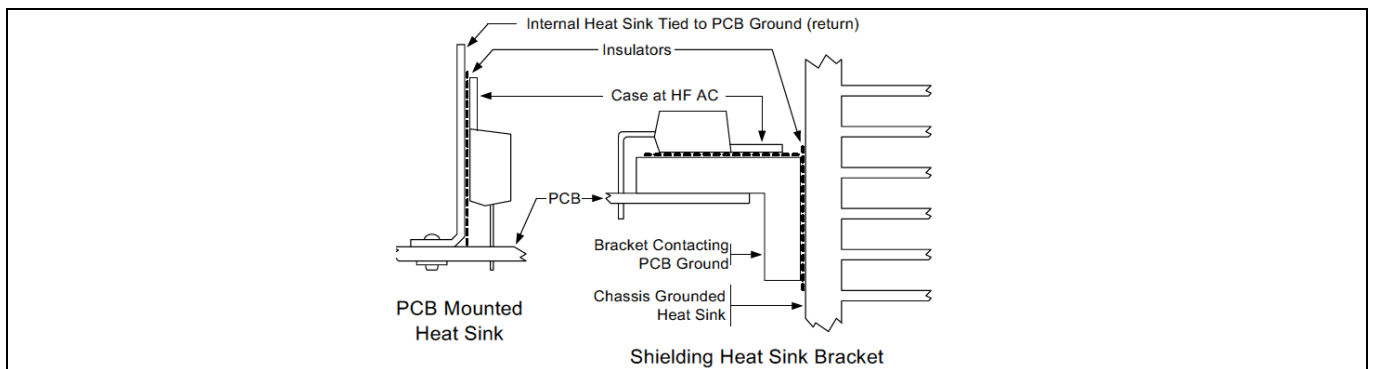 Internal Heat Sink Tied to PCB Ground (return)
Insulators
Case at HF AC
PCB
Bracket Contacting
PCB Ground
Chassis Grounded
Heat Sink
PCB Mounted
Heat Sink
Shielding Heat Sink Bracket